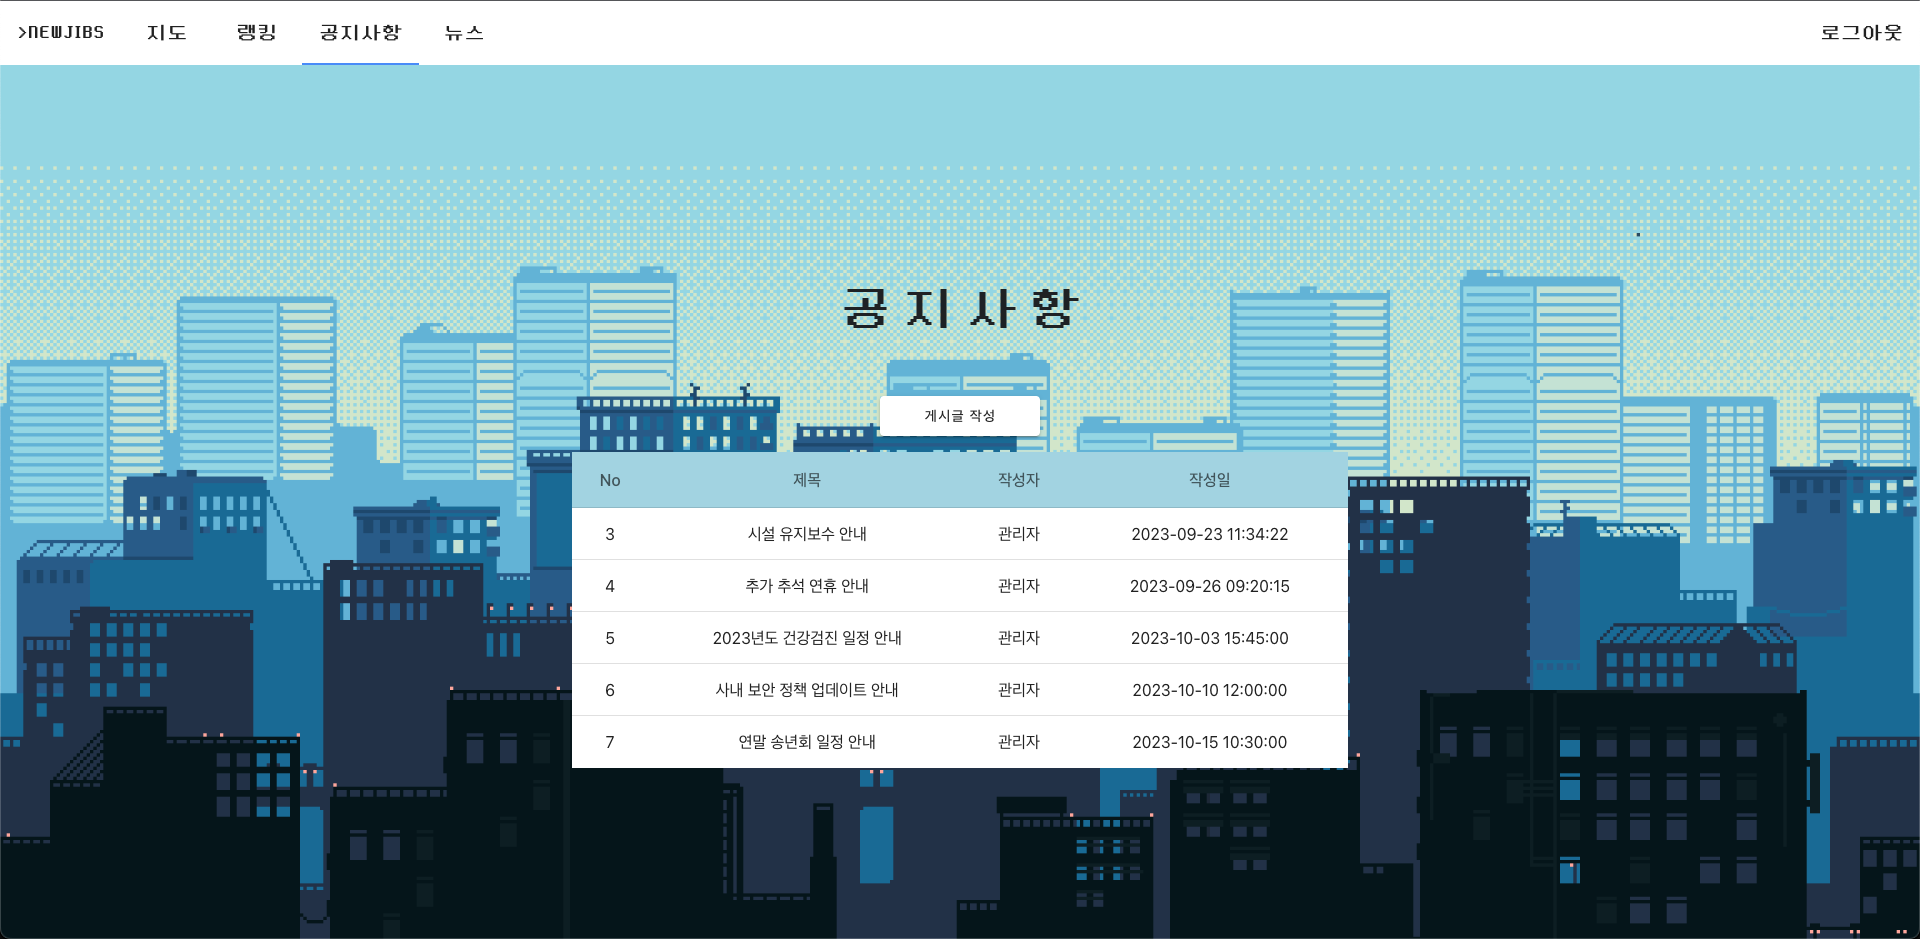 >NEWJIBS 지도 랭킹 공지사항 뉴스 로그아웃
공지사항
게시글 작성
No 제목 작성자 작성일
3 시설 유지보수 안내 관리자 2023-09-23 11:34:22
4 추가 추석 연휴 안내 관리자 2023-09-26 09:20:15
5 2023년도 건강검진 일정 안내 관리자 2023-10-03 15:45:00
6 사내 보안 정책 업데이트 안내 관리자 2023-10-10 12:00:00
7 연말 송년회 일정 안내 관리자 2023-10-15 10:30:00